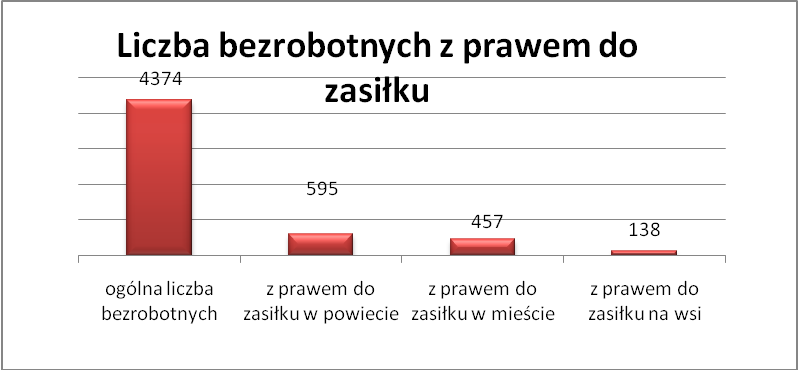 Liczba bezrobotnych z prawem do
zasiłku
4374
595
457
138
ogólna liczba
bezrobotnych
z prawem do
zasiłku w powiecie
z prawem do
zasiłku w mieście
z prawem do
zasiłku na wsi